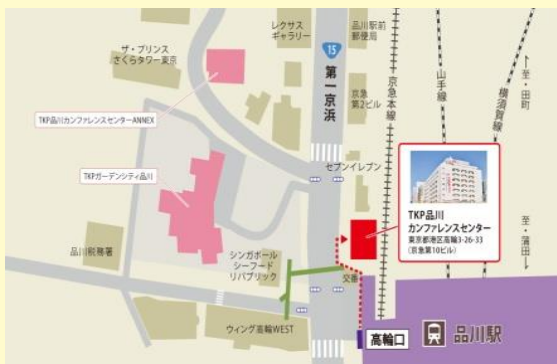 レクサス
ギャラリー
品川駅前
郵便局
ザ・プリンス
さくらタワー東京
15
第一京浜
京急
第2ビル
京急本線
山手線
横須賀線
至・田町
TKP品川カンファレンスセンターANNEX
TKPガーデンシティ品川
セブンイレブン
TKP品川
カンファレンスセンター
東京都港区高輪3-26-33
(京急第10ビル)
至・蒲田
品川税務署
シンガポール
シーフード
リパブリック
交番
ウィング高輪WEST
高輪口
品川駅